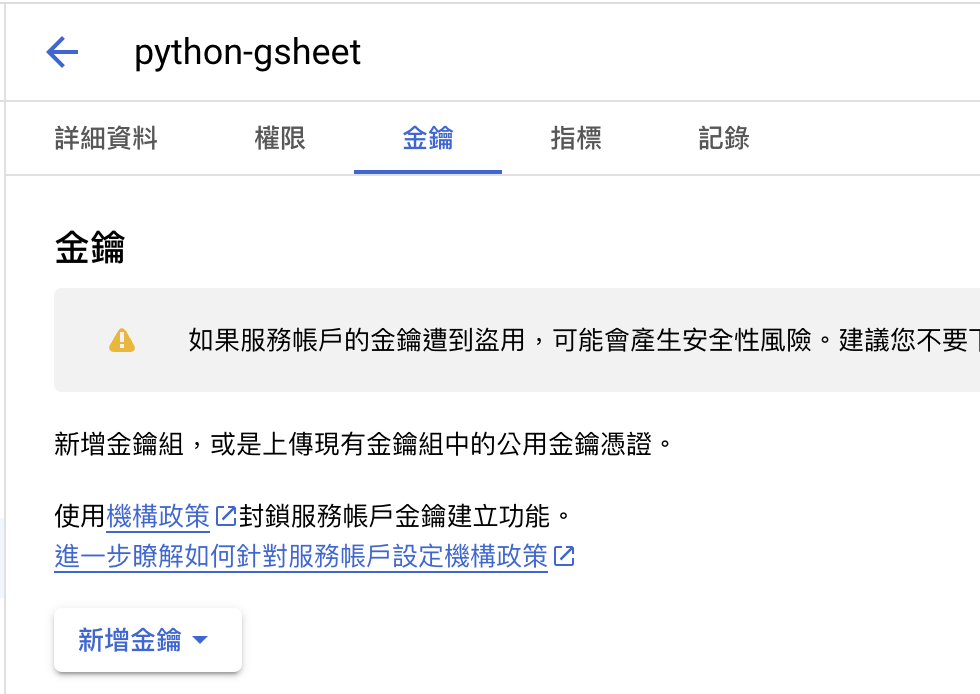 python-gsheet
詳細資料 權限 金鑰 指標 記錄
金鑰
如果服務帳戶的金鑰遭到盜用，可能會產生安全性風險。建議您不要
新增金鑰組，或是上傳現有金鑰組中的公用金鑰憑證。
使用機構政策封鎖服務帳戶金鑰建立功能。
進一步瞭解如何針對服務帳戶設定機構政策
新增金鑰